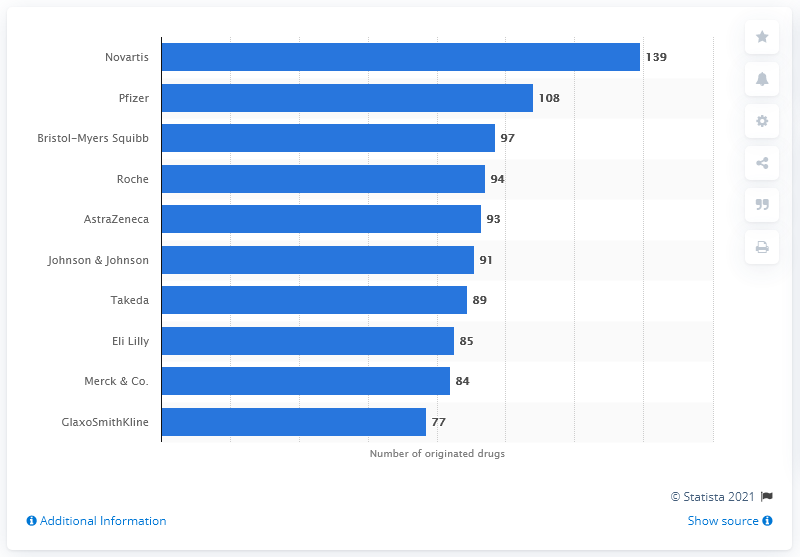 Novartis 139
Pfizer 108
Bristol-Myers Squibb 97
Roche 94
AstraZeneca 93
Johnson & Johnson 91
Takeda 89
Eli Lilly 85
Merck & Co. 84
GlaxoSmithKline 77
Number of originated drugs
© Statista 2021
Additional Information
Show source